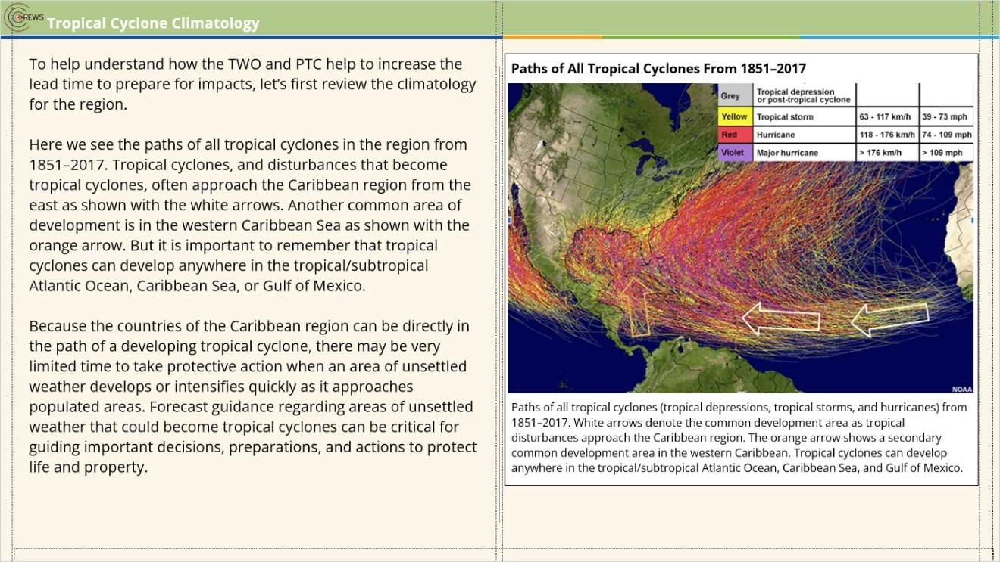 CREWS
Tropical Cyclone Climatology
To help understand how the TWO and PTC help to increase the
lead time to prepare for impacts, let’s first review the climatology
for the region.
Here we see the paths of all tropical cyclones in the region from
1851–2017. Tropical cyclones, and disturbances that become
tropical cyclones, often approach the Caribbean region from the
east as shown with the white arrows. Another common area of
development is in the western Caribbean Sea as shown with the
orange arrow. But it is important to remember that tropical
cyclones can develop anywhere in the tropical/subtropical
Atlantic Ocean, Caribbean Sea, or Gulf of Mexico.
Because the countries of the Caribbean region can be directly in
the path of a developing tropical cyclone, there may be very
limited time to take protective action when an area of unsettled
weather develops or intensifies quickly as it approaches
populated areas. Forecast guidance regarding areas of unsettled
weather that could become tropical cyclones can be critical for
guiding important decisions, preparations, and actions to protect
life and property.
Paths of All Tropical Cyclones From 1851–2017
Grey Tropical depression
or post-tropical cyclone
Yellow Tropical storm 63 - 117 km/h 39 - 73 mph
Red Hurricane 118 - 176 km/h 74 - 109 mph
Violet Major hurricane > 176 km/h > 109 mph
NOAA
Paths of all tropical cyclones (tropical depressions, tropical storms, and hurricanes) from
1851–2017. White arrows denote the common development area as tropical
disturbances approach the Caribbean region. The orange arrow shows a secondary
common development area in the western Caribbean. Tropical cyclones can develop
anywhere in the tropical/subtropical Atlantic Ocean, Caribbean Sea, and Gulf of Mexico.